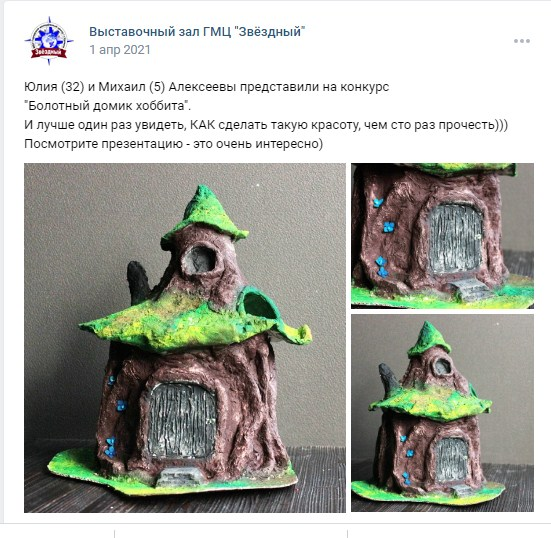 Выставочный зал ГМЦ "Звёздный"
1 апр 2021
Звёздный
Юлия (32) и Михаил (5) Алексеевы представили на конкурс
"Болотный домик хоббита".
И лучше один раз увидеть, КАК сделать такую красоту, чем сто раз прочесть)))
Посмотрите презентацию - это очень интересно)